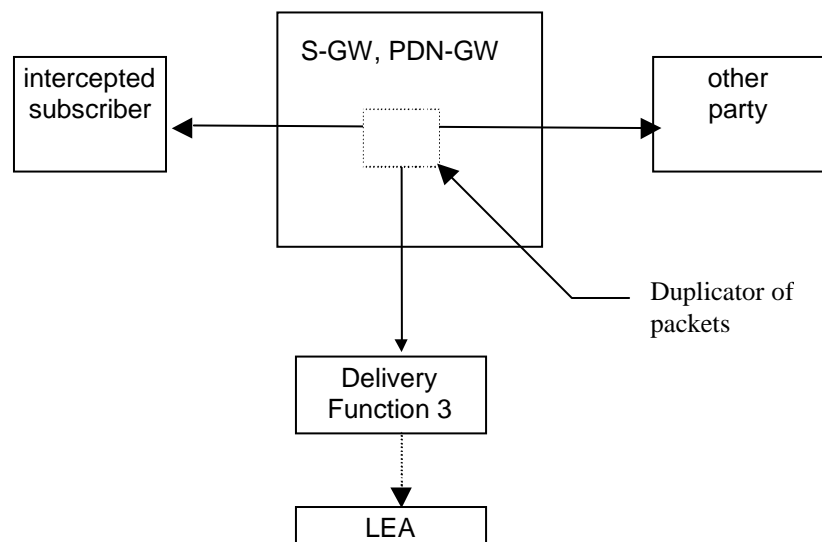 S-GW, PDN-GW
intercepted
subscriber
other
party
Duplicator of
packets
Delivery
Function 3
LEA